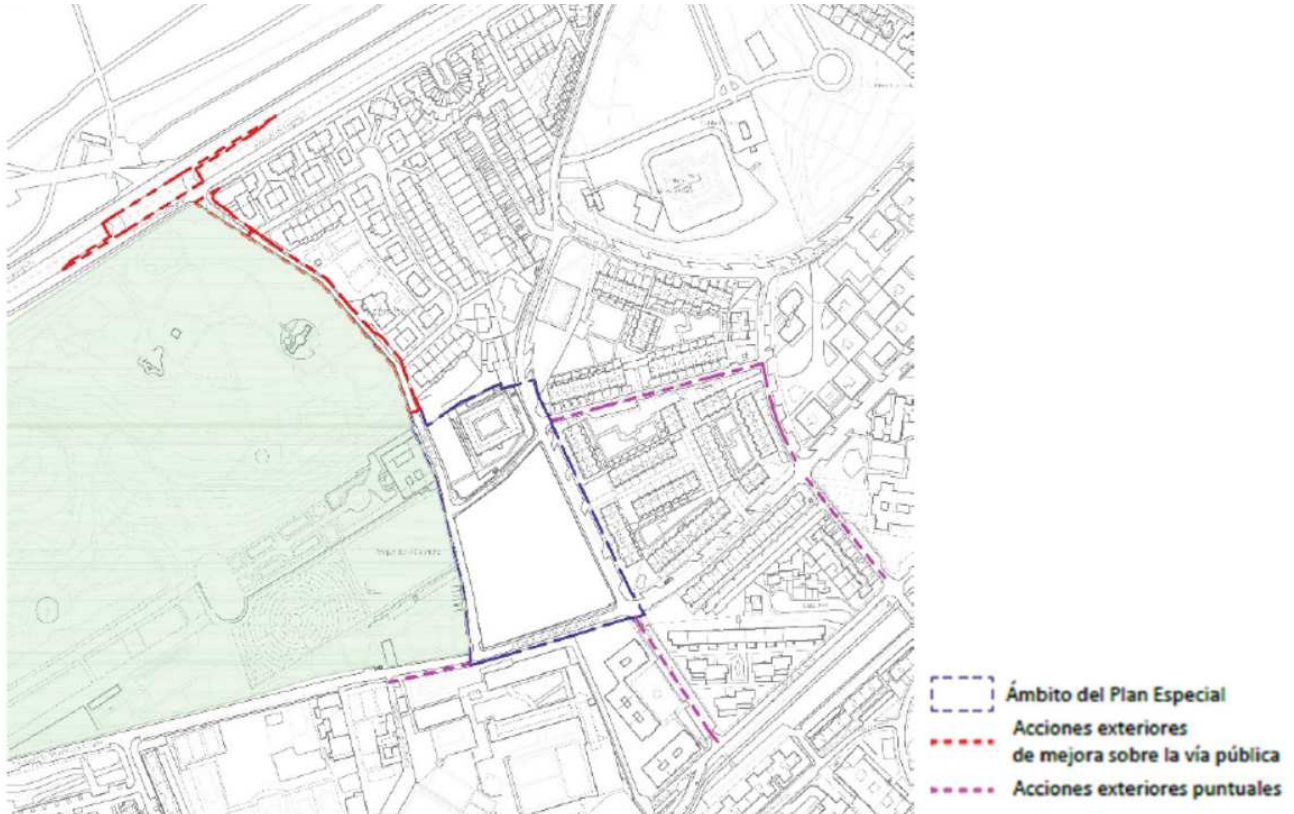 Ámbito del Plan Especial
Acciones exteriores
de mejora sobre la vía pública
Acciones exteriores puntuales